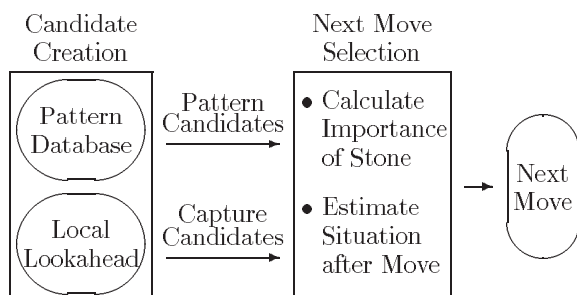 Candidate
Creation
Pattern
Database
Local
Lookahead
Pattern
Candidates
Capture
Candidates
Next Move
Selection
• Calculate
Importance
of Stone
• Estimate
Situation
after Move
Next
Move